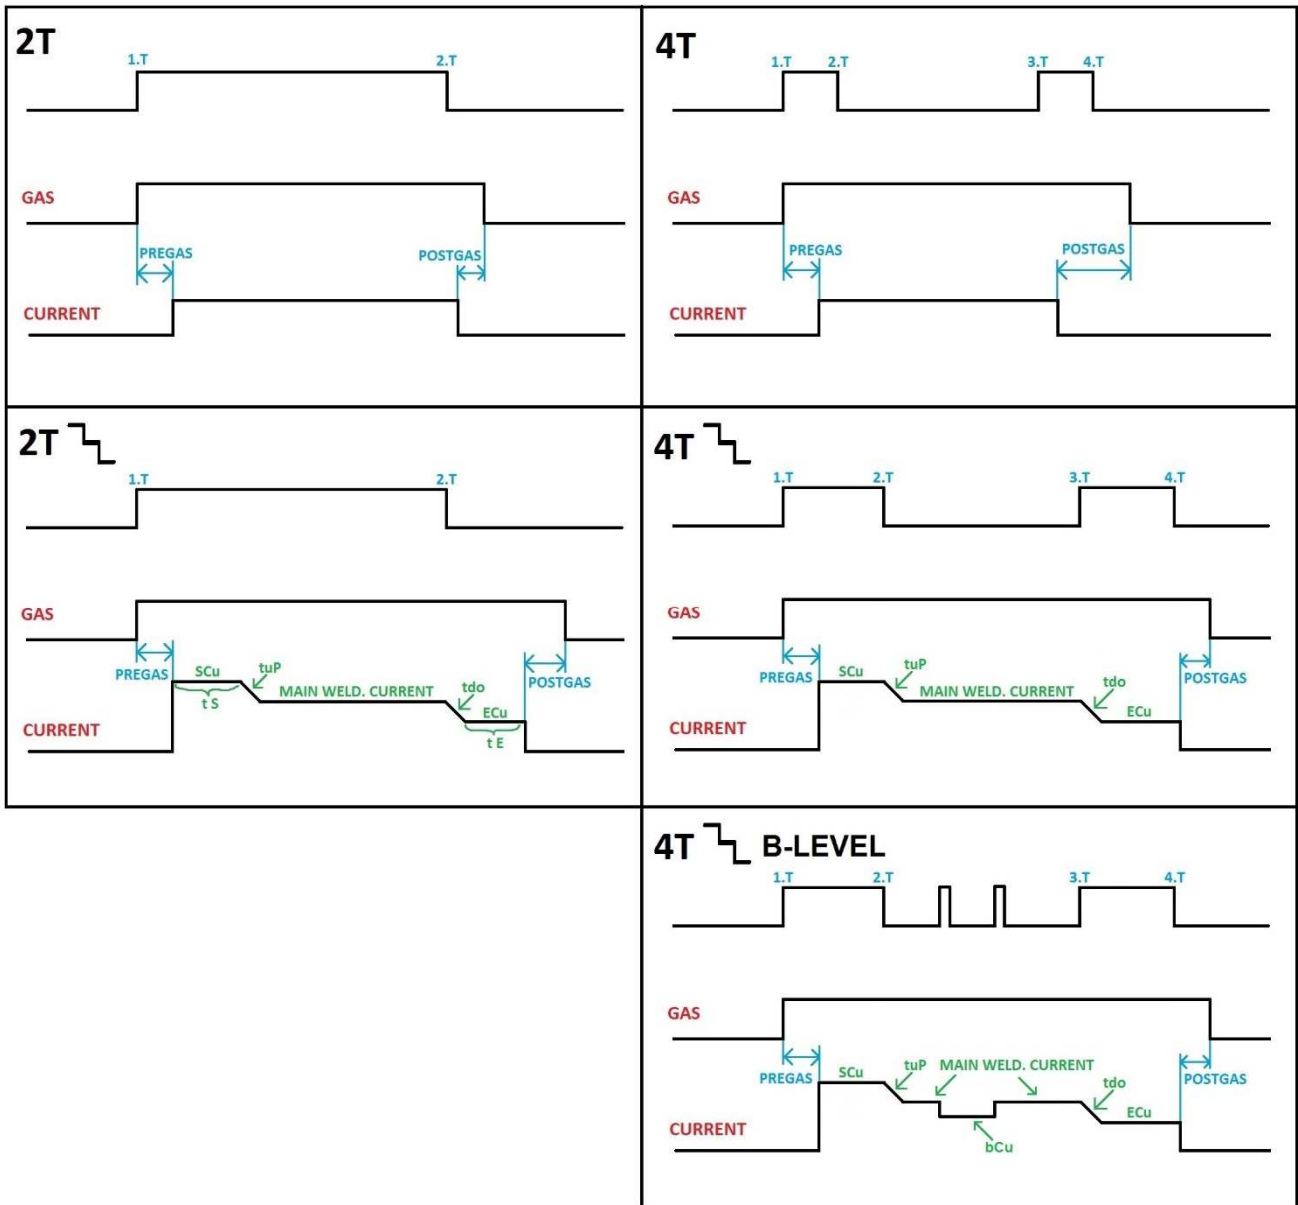 2T
1.T 2.T
GAS
PREGAS POSTGAS
CURRENT
4T
1.T 2.T 3.T 4.T
GAS
PREGAS POSTGAS
CURRENT
2T
1.T 2.T
GAS
SCu tuP
PREGAS MAIN WELD. CURRENT tdo POSTGAS
t S ECu
CURRENT t E
4T
1.T 2.T 3.T 4.T
GAS
SCu tuP
PREGAS MAIN WELD. CURRENT tdo POSTGAS
CURRENT ECu
4T B-LEVEL
1.T 2.T 3.T 4.T
GAS
SCu tuP MAIN WELD. CURRENT
PREGAS tdo POSTGAS
CURRENT ECu
bCu